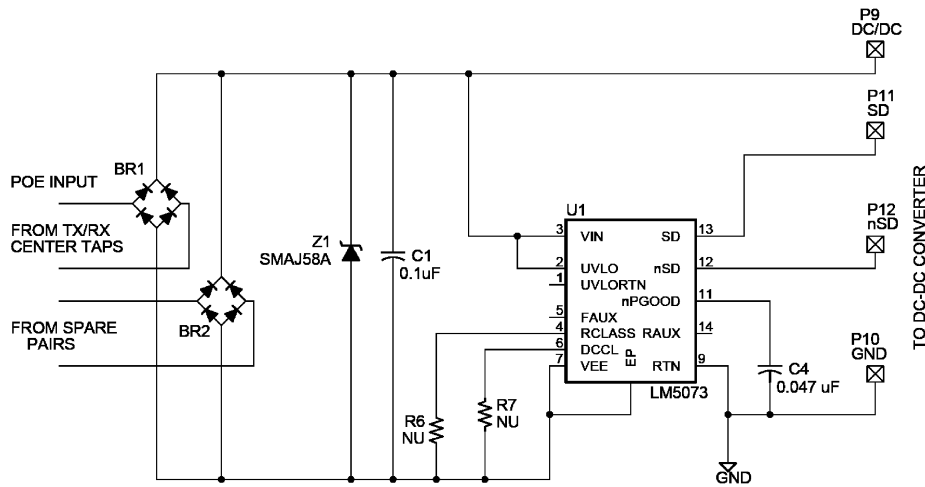 P9
DC/DC
P11
SD
BR1
POE INPUT
FROM TX/RX
CENTER TAPS
BR2
FROM SPARE
PAIRS
Z1
SMAJ58A
C1
0.1uF
U1
3 VIN SD 13
2 UVLO nSD 12
1 UVLORTN
nPGOOD 11
5 FAUX
4 RCLASS RAUX 14
6 DCCL
7 VEE EP RTN 9
LM5073
P12
nSD
P10
GND
C4
0.047 uF
R6
NU
R7
NU
GND
TO DC-DC CONVERTER